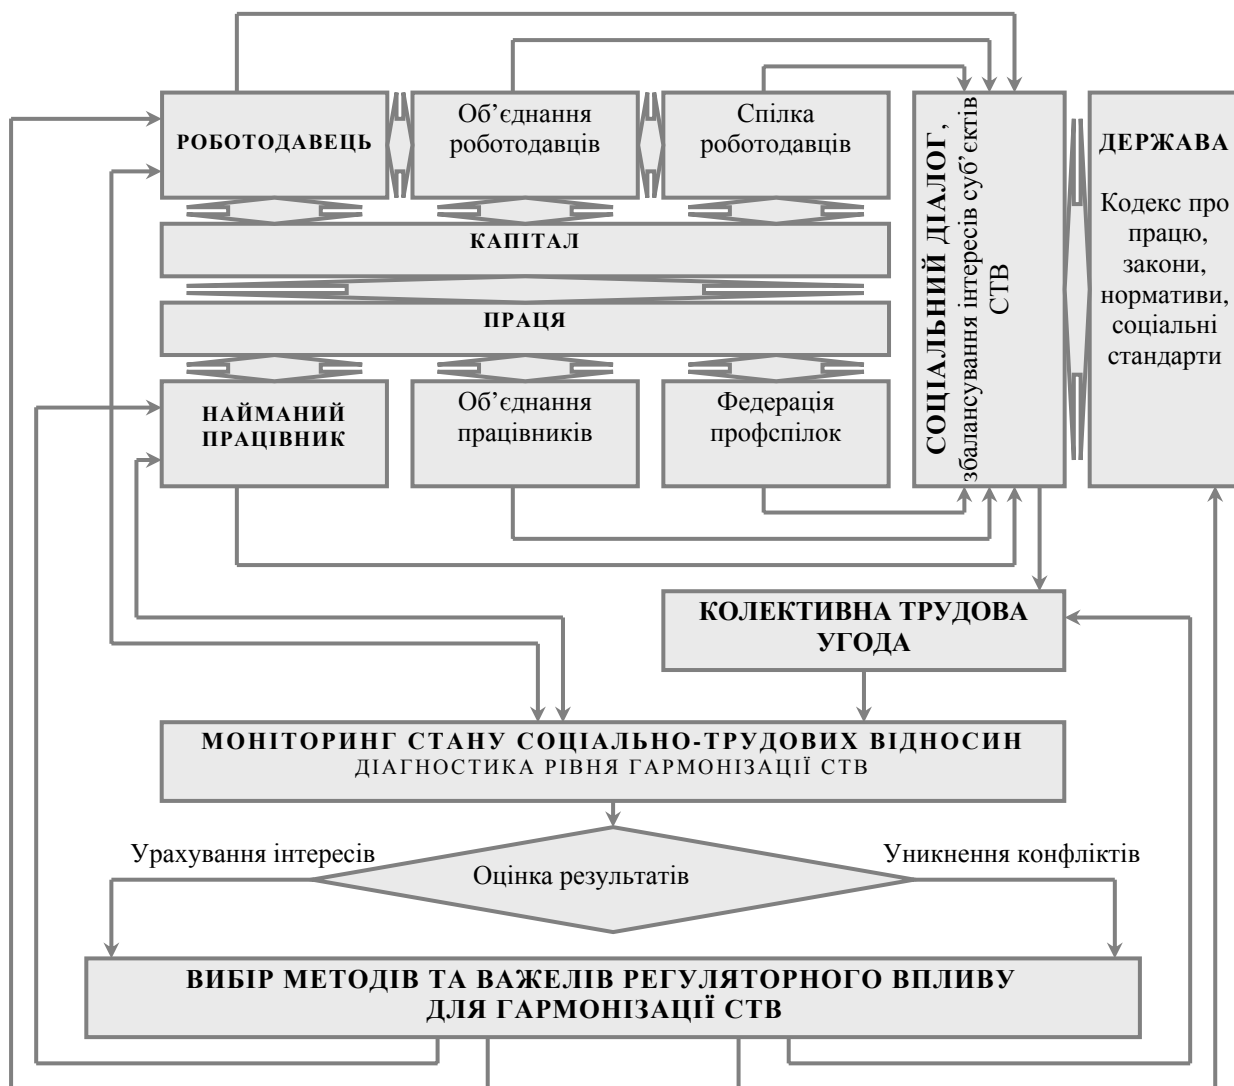 РОБОТОДАВЕЦЬ
Об’єднання
роботодавців
Спілка
роботодавців
КАПІТАЛ
ПРАЦЯ
НАЙМАНИЙ
ПРАЦІВНИК
Об’єднання
працівників
Федерація
профспілок
СОЦІАЛЬНИЙ ДІАЛОГ,
збалансування інтересів суб’єктів
СТВ
ДЕРЖАВА
Кодекс про
працю,
закони,
нормативи,
соціальні
стандарти
КОЛЕКТИВНА ТРУДОВА
УГОДА
МОНІТОРИНГ СТАНУ СОЦІАЛЬНО-ТРУДОВИХ ВІДНОСИН
ДІАГНОСТИКА РІВНЯ ГАРМОНІЗАЦІЇ СТВ
Урахування інтересів
Оцінка результатів
Уникнення конфліктів
ВИБІР МЕТОДІВ ТА ВАЖЕЛІВ РЕГУЛЯТОРНОГО ВПЛИВУ
ДЛЯ ГАРМОНІЗАЦІЇ СТВ